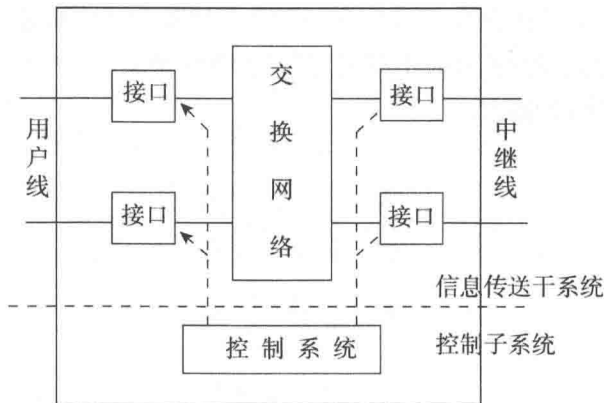 接口
接口
接口
接口
交换网络
用户线
中继线
信息传送干系统
控制子系统
控制系统